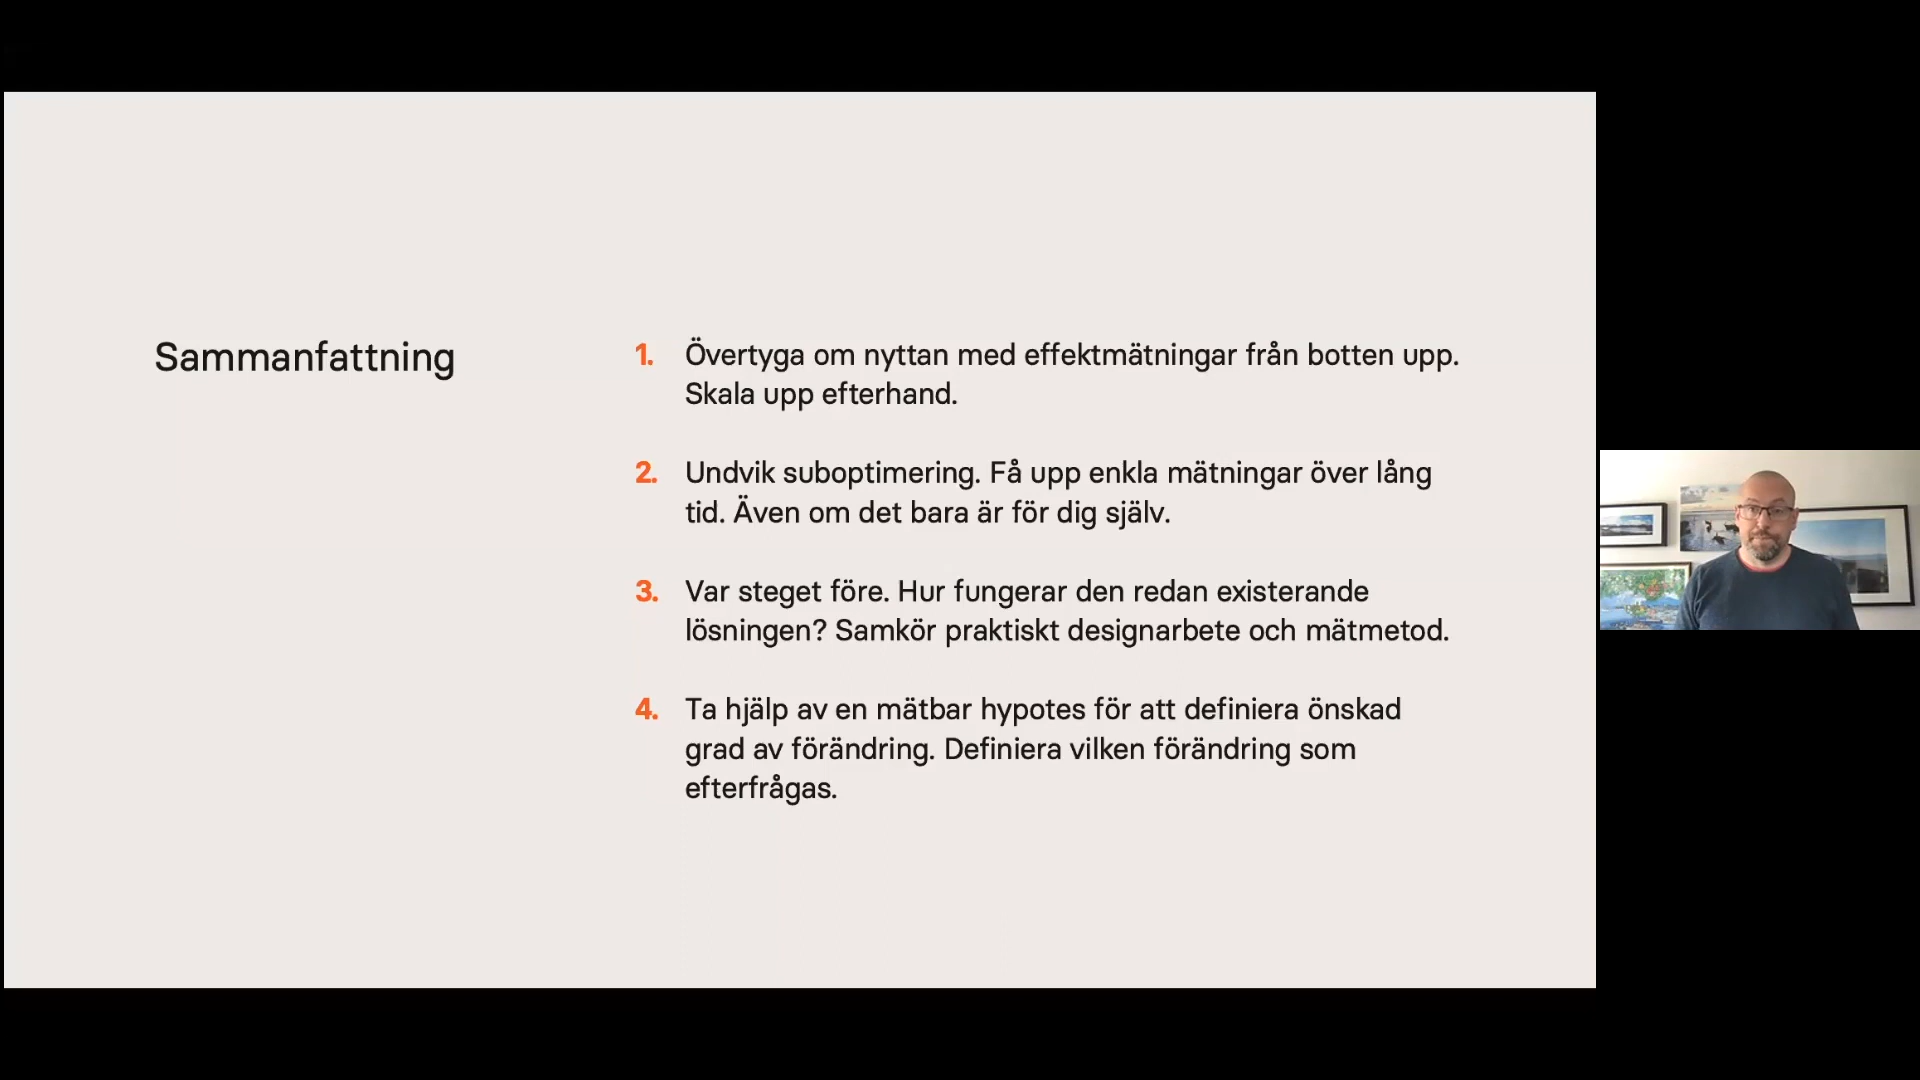 Sammanfattning
1. Övertyga om nyttan med effektmätningar från botten upp.
Skala upp efterhand.
2. Undvik suboptimering. Få upp enkla mätningar över lång
tid. Även om det bara är för dig själv.
3. Var steget före. Hur fungerar den redan existerande
lösningen? Samkör praktiskt designarbete och mätmetod.
4. Ta hjälp av en mätbar hypotes för att definiera önskad
grad av förändring. Definiera vilken förändring som
efterfrågas.